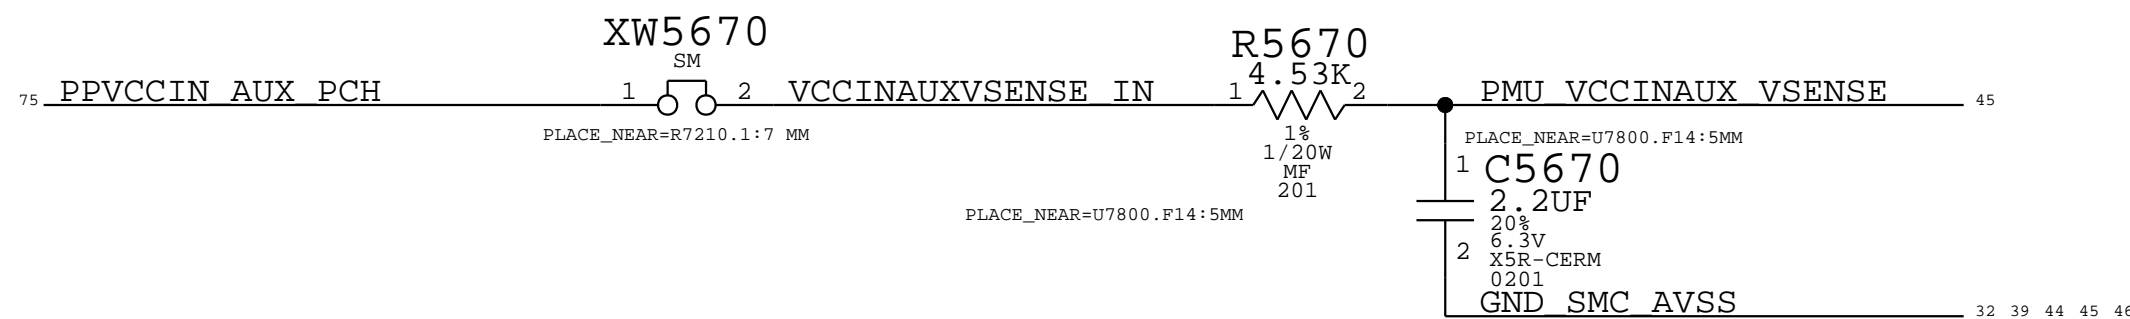 XW5670
SM
75 PPVCCIN_AUX_PCH 1 2 VCCINAUXVSENSE_IN
PLACE_NEAR=R7210.1:7 MM
R5670
4.53K
1 2
1%
1/20W
MF
201
PLACE_NEAR=U7800.F14:5MM
PMU_VCCINAUX_VSENSE 45
PLACE_NEAR=U7800.F14:5MM
1 C5670
2.2UF
20%
6.3V
2 X5R-CERM
0201
GND_SMC_AVSS 32 39 44 45 46